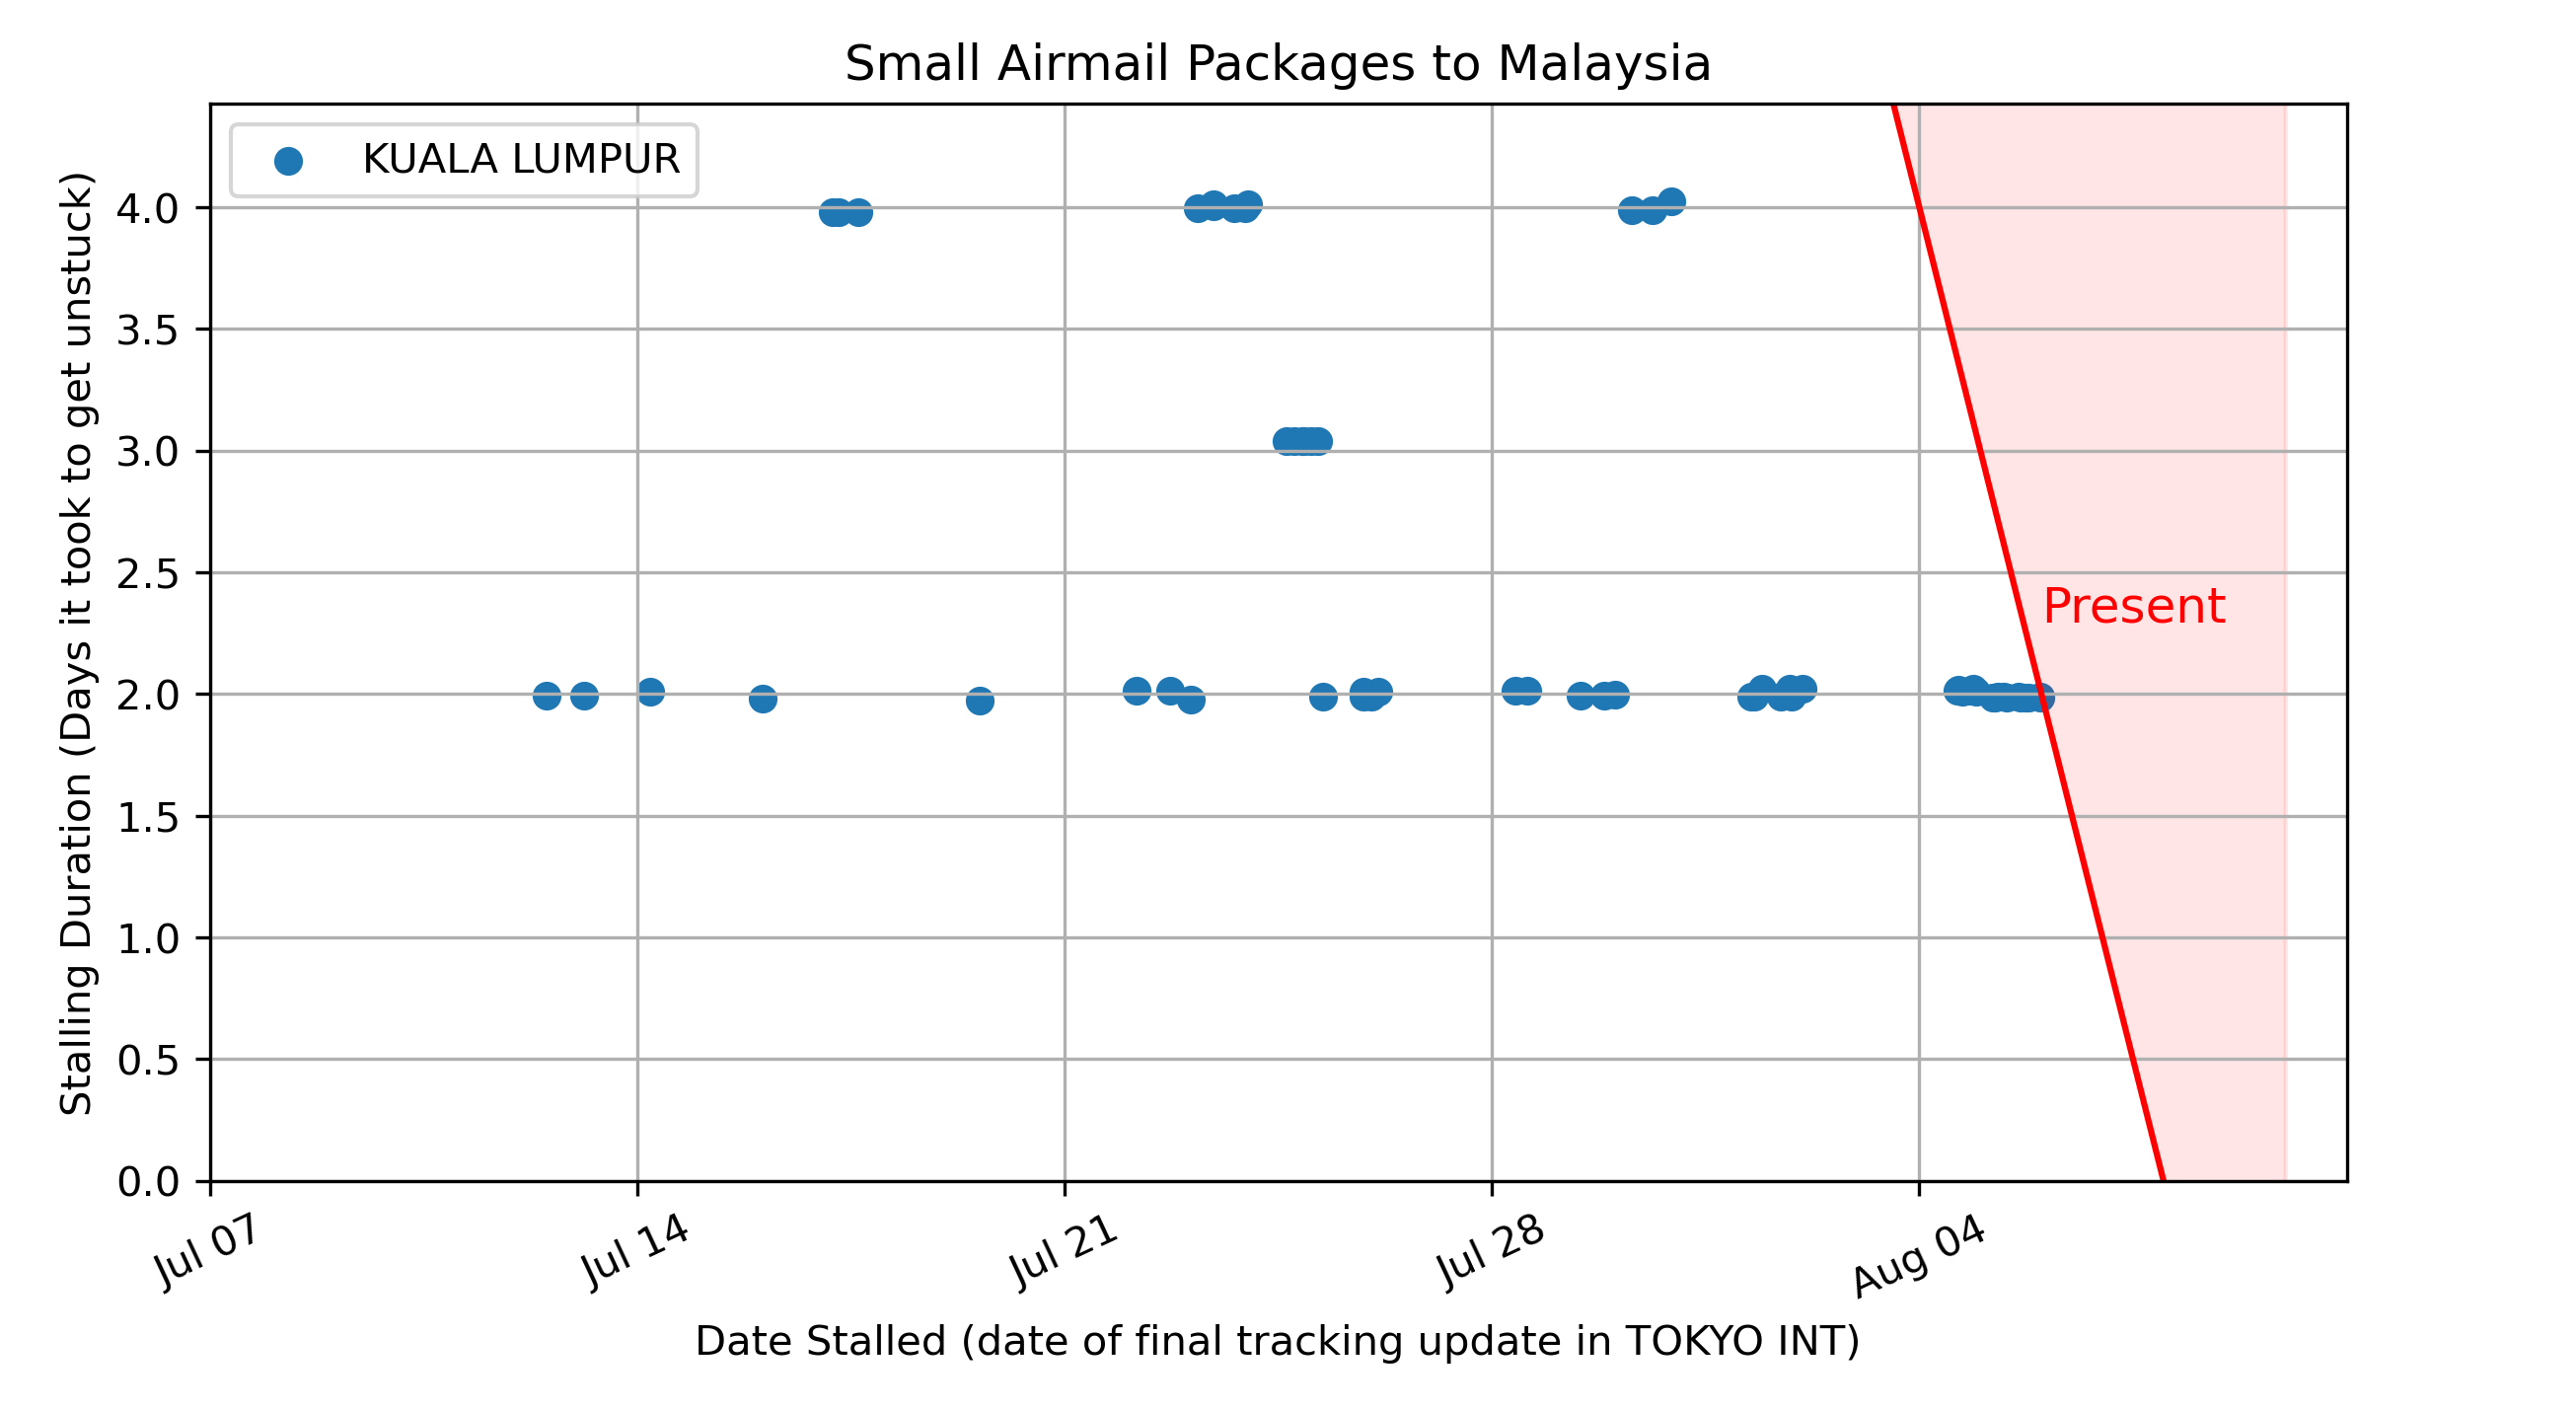 Small Airmail Packages to Malaysia
KUALA LUMPUR
Stalling Duration (Days it took to get unstuck)
4.0
3.5
3.0
2.5
2.0
1.5
1.0
0.5
0.0
Present
Jul 07
Jul 14
Jul 21
Jul 28
Aug 04
Date Stalled (date of final tracking update in TOKYO INT)